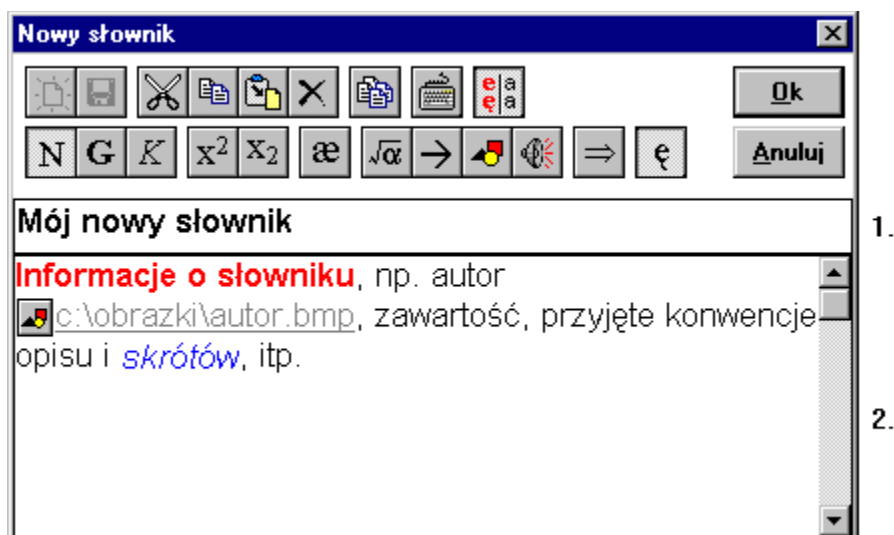 Nowy słownik
e a
ę a
Ok
N G K x² x₂ æ √α → ⇒ ę Anuluj
Mój nowy słownik
1.
Informacje o słowniku, np. autor
c:\obrazki\autor.bmp, zawartość, przyjęte konwencje
opisu i skrótów, itp.
2.